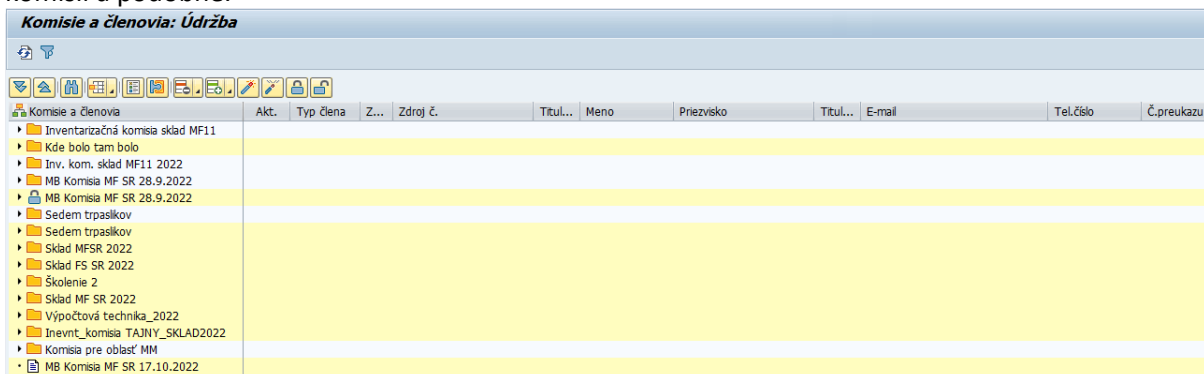 komisií a podobne.
Komisie a členovia: Údržba
Komisie a členovia Akt. Typ člena Z... Zdroj č. Titul... Meno Priezvisko Titul... E-mail Tel.číslo Č.preukazu
Inventarizačná komisia sklad MF11
Kde bolo tam bolo
Inv. kom. sklad MF11 2022
MB Komisia MF SR 28.9.2022
MB Komisia MF SR 28.9.2022
Sedem trpaslikov
Sedem trpaslikov
Sklad MFSR 2022
Sklad FS SR 2022
Školenie 2
Sklad MF SR 2022
Výpočtová technika_2022
Inevnt_komisia TAJNY_SKLAD2022
Komisia pre oblasť MM
MB Komisia MF SR 17.10.2022